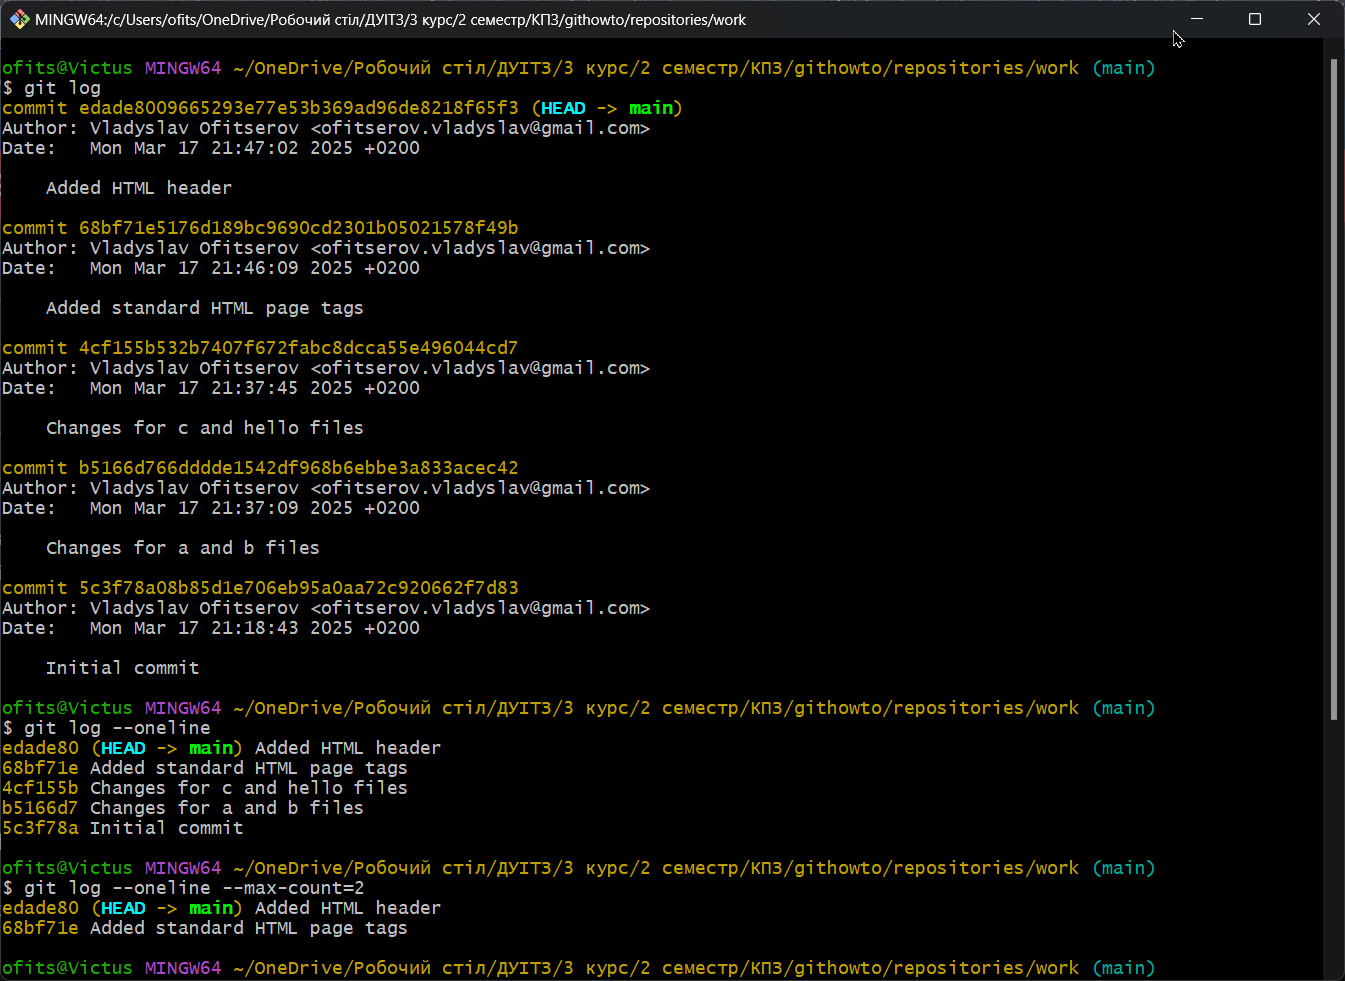 MINGW64:/c/Users/ofits/OneDrive/Робочий стіл/ДУІТЗ/3 курс/2 семестр/КПЗ/githowto/repositories/work
ofits@Victus MINGW64 ~/OneDrive/Робочий стіл/ДУІТЗ/3 курс/2 семестр/КПЗ/githowto/repositories/work (main)
$ git log
commit edade8009665293e77e53b369ad96de8218f65f3 (HEAD -> main)
Author: Vladyslav Ofitserov <ofitserov.vladyslav@gmail.com>
Date:   Mon Mar 17 21:47:02 2025 +0200
    Added HTML header
commit 68bf71e5176d189bc9690cd2301b05021578f49b
Author: Vladyslav Ofitserov <ofitserov.vladyslav@gmail.com>
Date:   Mon Mar 17 21:46:09 2025 +0200
    Added standard HTML page tags
commit 4cf155b532b7407f672fabc8dcca55e496044cd7
Author: Vladyslav Ofitserov <ofitserov.vladyslav@gmail.com>
Date:   Mon Mar 17 21:37:45 2025 +0200
    Changes for c and hello files
commit b5166d766dddde1542df968b6ebbe3a833acec42
Author: Vladyslav Ofitserov <ofitserov.vladyslav@gmail.com>
Date:   Mon Mar 17 21:37:09 2025 +0200
    Changes for a and b files
commit 5c3f78a08b85d1e706eb95a0aa72c920662f7d83
Author: Vladyslav Ofitserov <ofitserov.vladyslav@gmail.com>
Date:   Mon Mar 17 21:18:43 2025 +0200
    Initial commit
ofits@Victus MINGW64 ~/OneDrive/Робочий стіл/ДУІТЗ/3 курс/2 семестр/КПЗ/githowto/repositories/work (main)
$ git log --oneline
edade80 (HEAD -> main) Added HTML header
68bf71e Added standard HTML page tags
4cf155b Changes for c and hello files
b5166d7 Changes for a and b files
5c3f78a Initial commit
ofits@Victus MINGW64 ~/OneDrive/Робочий стіл/ДУІТЗ/3 курс/2 семестр/КПЗ/githowto/repositories/work (main)
$ git log --oneline --max-count=2
edade80 (HEAD -> main) Added HTML header
68bf71e Added standard HTML page tags
ofits@Victus MINGW64 ~/OneDrive/Робочий стіл/ДУІТЗ/3 курс/2 семестр/КПЗ/githowto/repositories/work (main)